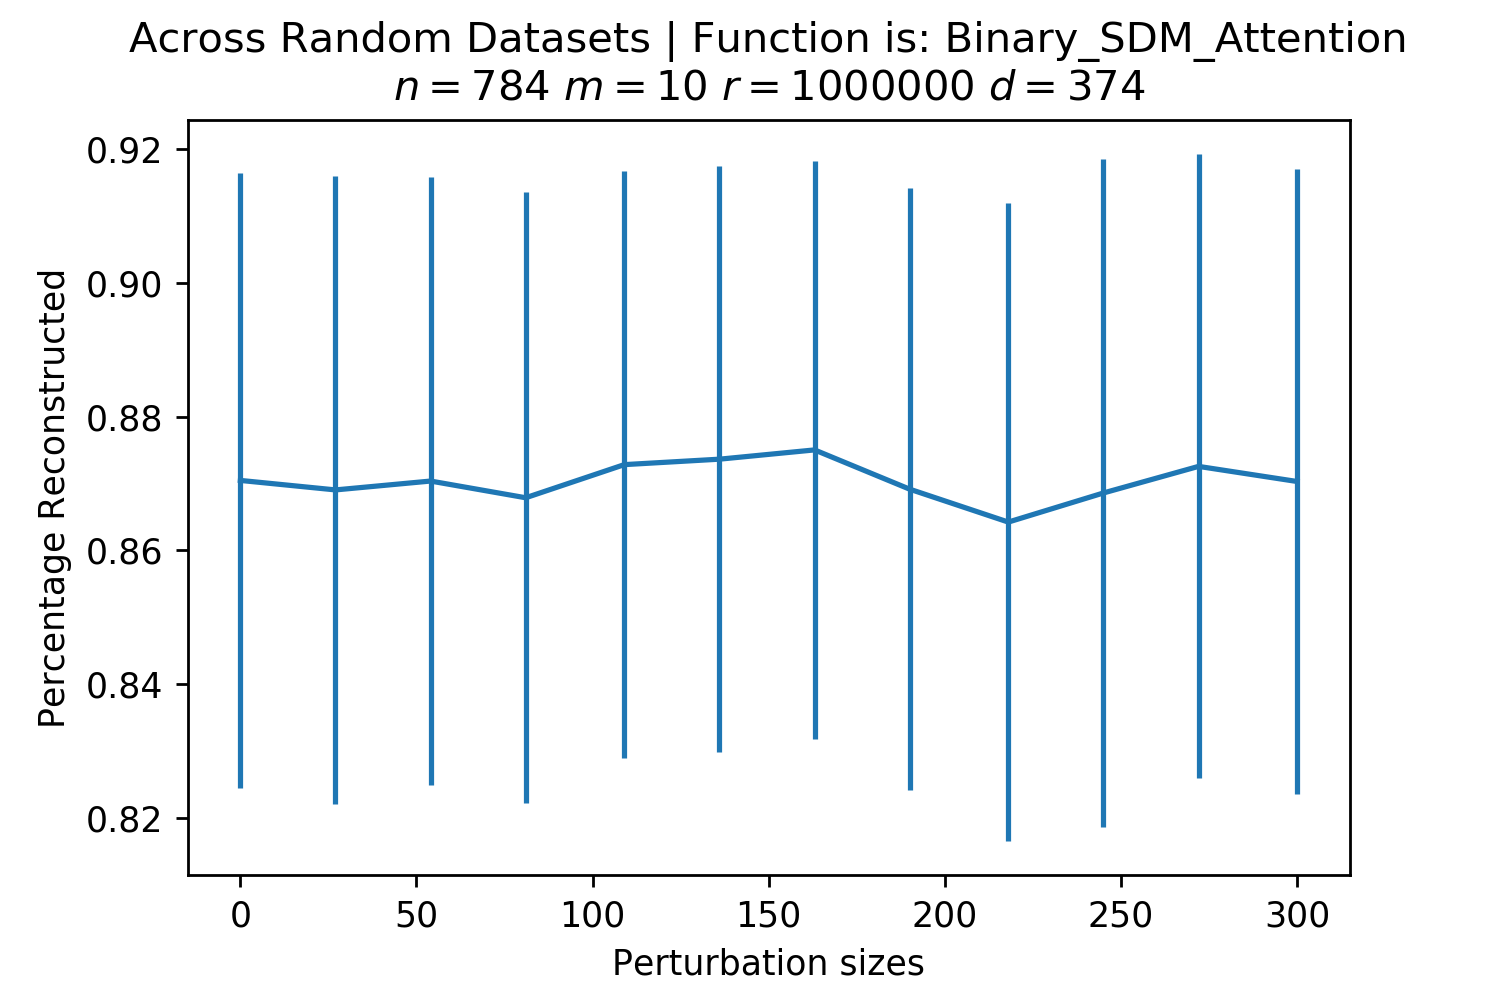 Across Random Datasets | Function is: Binary_SDM_Attention
n = 784 m = 10 r = 1000000 d = 374
Percentage Reconstructed
0.92
0.90
0.88
0.86
0.84
0.82
0 50 100 150 200 250 300
Perturbation sizes